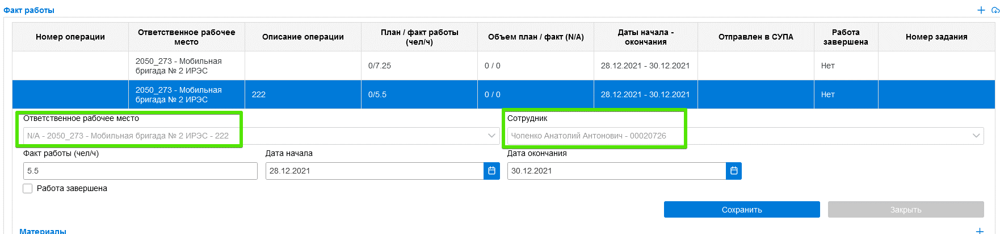 Факт работы
Номер операции
Ответственное рабочее
место
Описание операции
План / факт работы
(чел/ч)
Объем план / факт (N/A)
Даты начала -
окончания
Отправлен в СУПА
Работа
завершена
Номер задания
2050_273 - Мобильная
бригада № 2 ИРЭС
0/7.25
0 / 0
28.12.2021 - 30.12.2021
Нет
2050_273 - Мобильная
бригада № 2 ИРЭС
222
0/5.5
0 / 0
28.12.2021 - 30.12.2021
Нет
Ответственное рабочее место
Сотрудник
N/A - 2050_273 - Мобильная бригада № 2 ИРЭС - 222
Чопенко Анатолий Антонович - 00020726
Факт работы (чел/ч)
Дата начала
Дата окончания
5.5
28.12.2021
30.12.2021
Работа завершена
Сохранить
Закрыть
Материалы